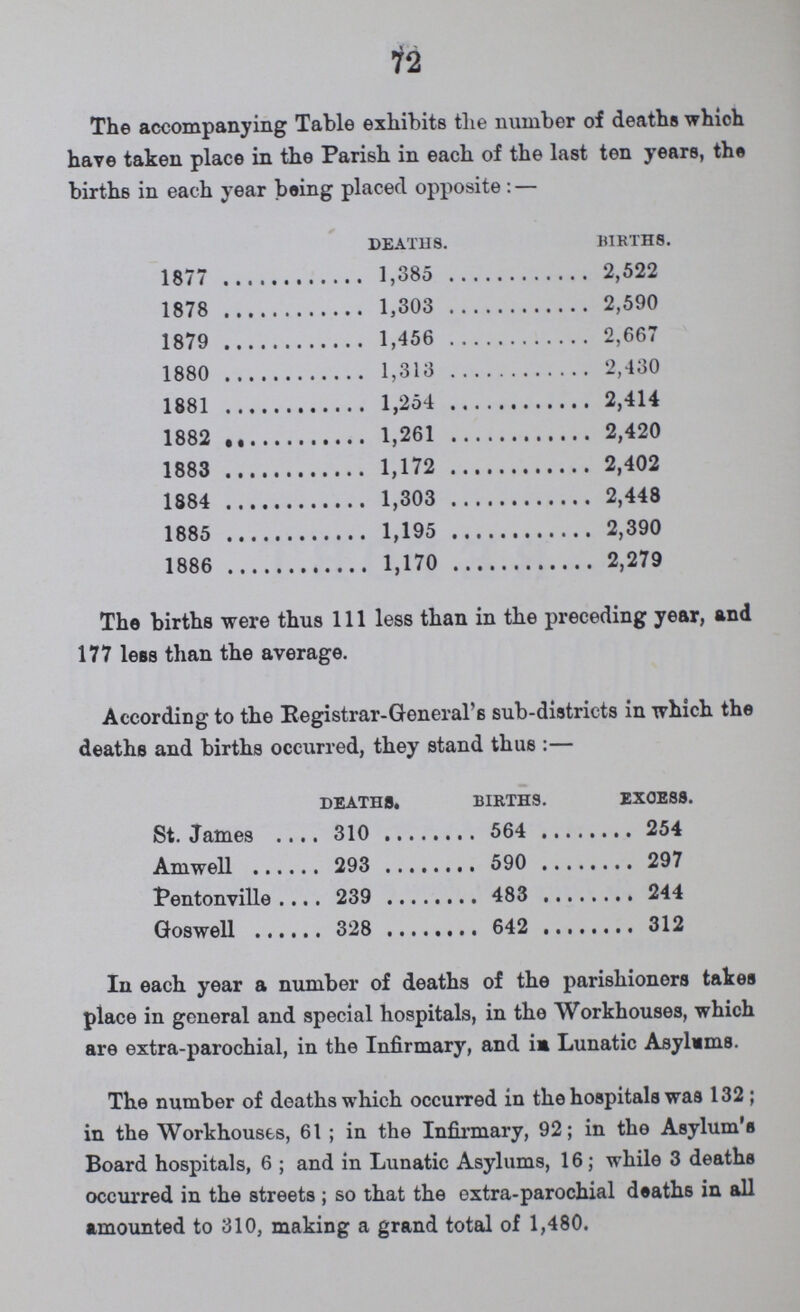 72
The accompanying Table exhibits the number of deaths which
have taken place in the Parish in each of the last ten years, the
births in each year being placed opposite :—
DEATHS. BIRTHS.
1877 ............ 1,385 ............ 2,522
1878 ............ 1,303 ............ 2,590
1879 ............ 1,456 ............ 2,667
1880 ............ 1,313 ............ 2,430
1881 ............ 1,254 ............ 2,414
1882 ............ 1,261 ............ 2,420
1883 ............ 1,172 ............ 2,402
1884 ............ 1,303 ............ 2,448
1885 ............ 1,195 ............ 2,390
1886 ............ 1,170 ............ 2,279
The births were thus 111 less than in the preceding year, and
177 less than the average.
According to the Registrar-General's sub-districts in which the
deaths and births occurred, they stand thus :—
DEATHS. BIRTHS. EXCESS.
St. James .... 310 ........ 564 ........ 254
Amwell ...... 293 ........ 590 ........ 297
Pentonville .... 239 ........ 483 ........ 244
Goswell ...... 328 ........ 642 ........ 312
In each year a number of deaths of the parishioners takes
place in general and special hospitals, in the Workhouses, which
are extra-parochial, in the Infirmary, and in Lunatic Asylums.
The number of deaths which occurred in the hospitals was 132 ;
in the Workhouses, 61 ; in the Infirmary, 92 ; in the Asylum's
Board hospitals, 6 ; and in Lunatic Asylums, 16 ; while 3 deaths
occurred in the streets ; so that the extra-parochial deaths in all
amounted to 310, making a grand total of 1,480.